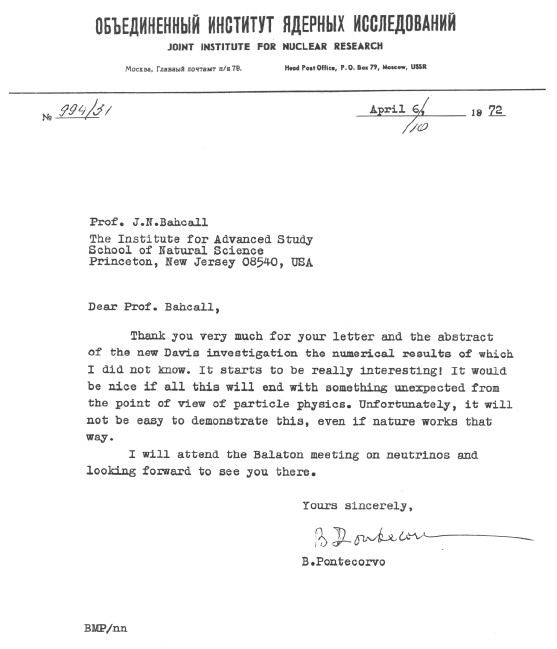 ОБЪЕДИНЕННЫЙ ИНСТИТУТ ЯДЕРНЫХ ИССЛЕДОВАНИЙ
JOINT INSTITUTE FOR NUCLEAR RESEARCH
Москва, Главный почтамт п/я 79. Head Post Office, P.O. Box 79, Moscow, USSR
№ 994/31 April 6, 1972
/10
Prof. J.N.Bahcall
The Institute for Advanced Study
School of Natural Science
Princeton, New Jersey 08540, USA
Dear Prof. Bahcall,
Thank you very much for your letter and the abstract
of the new Davis investigation the numerical results of which
I did not know. It starts to be really interesting! It would
be nice if all this will end with something unexpected from
the point of view of particle physics. Unfortunately, it will
not be easy to demonstrate this, even if nature works that
way.
I will attend the Balaton meeting on neutrinos and
looking forward to see you there.
Yours sincerely,
B Pontecorvo
B.Pontecorvo
BMP/nn